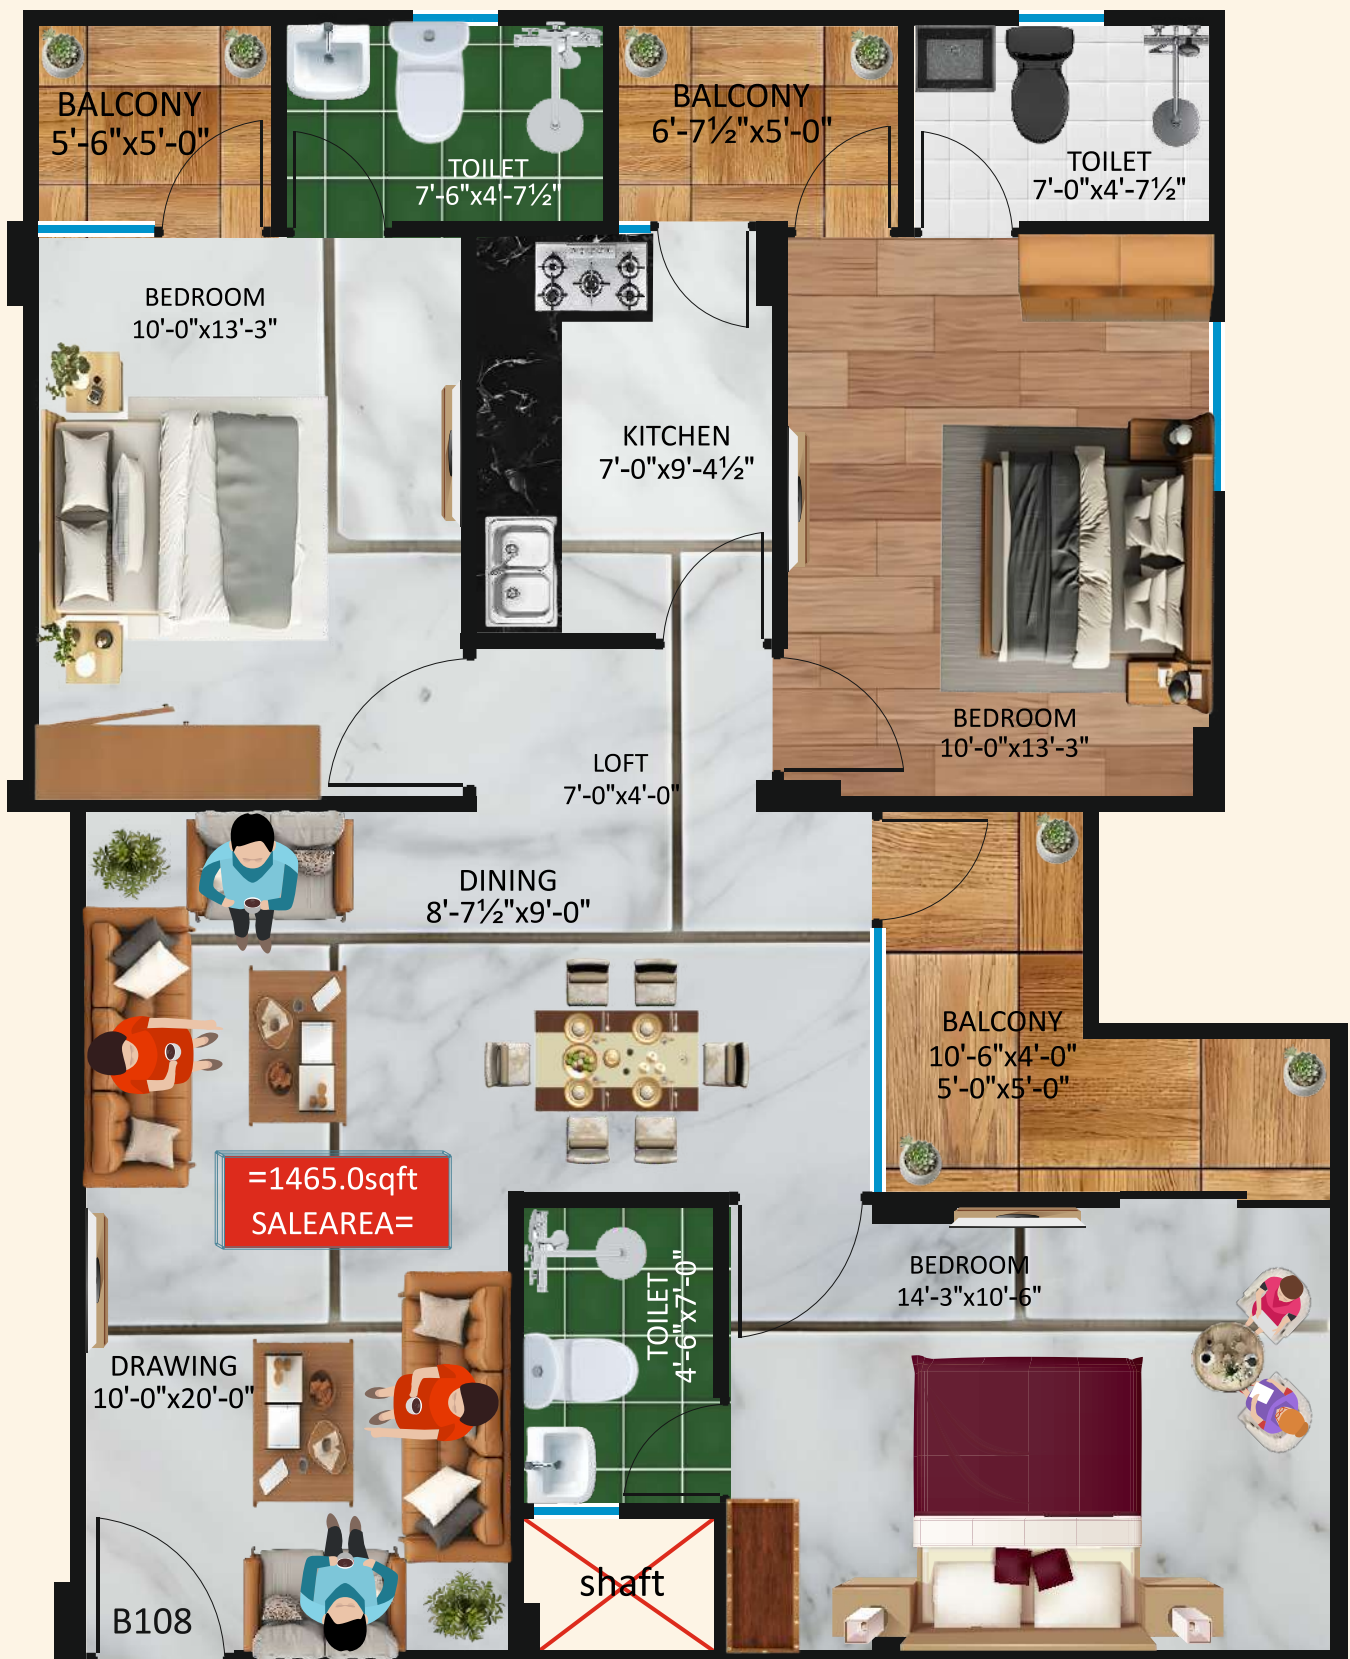 BALCONY
5'-6"x5'-0"
TOILET
7'-6"x4'-7½"
BALCONY
6'-7½"x5'-0"
TOILET
7'-0"x4'-7½"
BEDROOM
10'-0"x13'-3"
KITCHEN
7'-0"x9'-4½"
BEDROOM
10'-0"x13'-3"
LOFT
7'-0"x4'-0"
DINING
8'-7½"x9'-0"
BALCONY
10'-6"x4'-0"
5'-0"x5'-0"
=1465.0sqft
SALEAREA=
TOILET
4'-6"x7'-0"
BEDROOM
14'-3"x10'-6"
DRAWING
10'-0"x20'-0"
shaft
B108